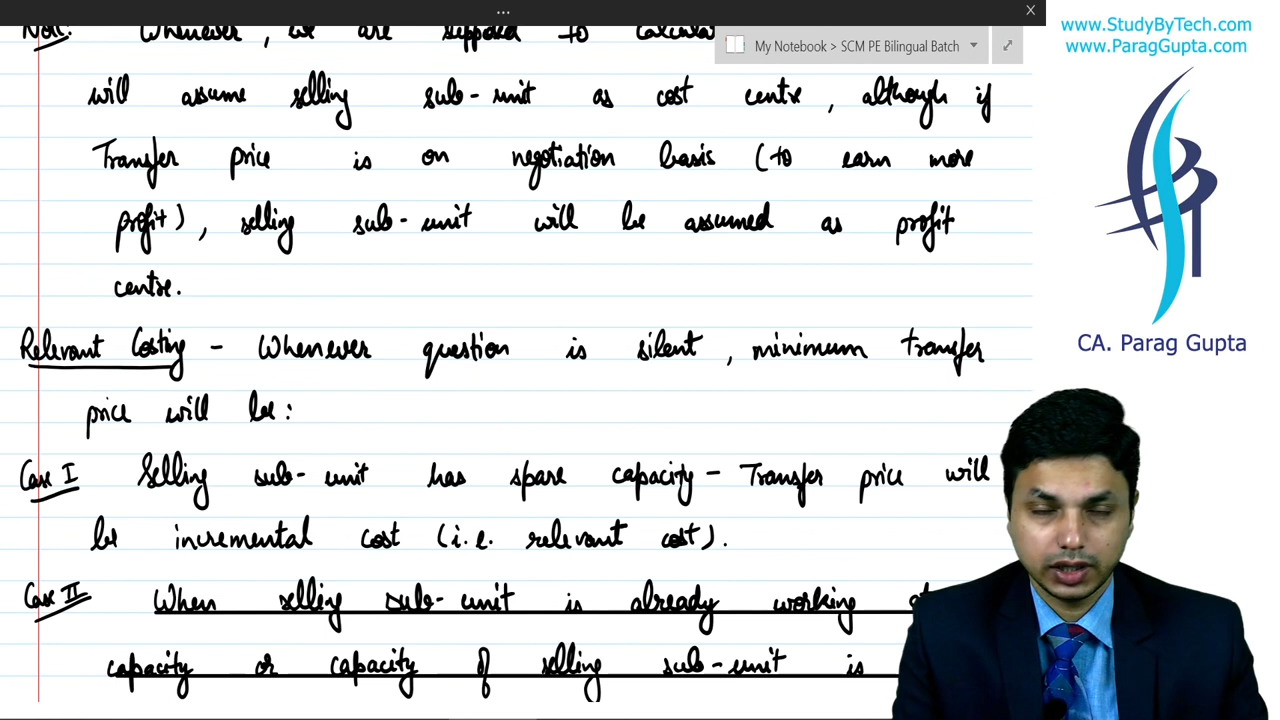 ...
www.StudyByTech.com
www.ParagGupta.com
My Notebook > SCM PE Bilingual Batch
Note: Whenever, we are supposed to
will assume selling sub-unit as cost centre, although if
Transfer price is on negotiation basis (to earn more
profit), selling sub-unit will be assumed as profit
centre.
Relevant Costing - Whenever question is silent, minimum transfer
price will be:
Case I Selling sub-unit has spare capacity - Transfer price will
be incremental cost (i.e. relevant cost).
Case II When selling sub-unit is already working
capacity or capacity of selling sub-unit is
CA. Parag Gupta